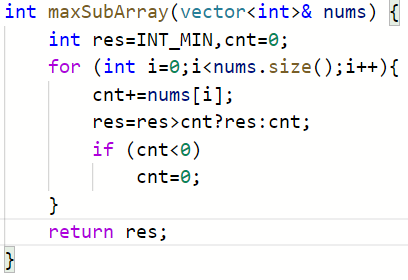 int maxSubArray(vector<int>& nums) {
    int res=INT_MIN,cnt=0;
    for (int i=0;i<nums.size();i++){
        cnt+=nums[i];
        res=res>cnt?res:cnt;
        if (cnt<0)
            cnt=0;
    }
    return res;
}